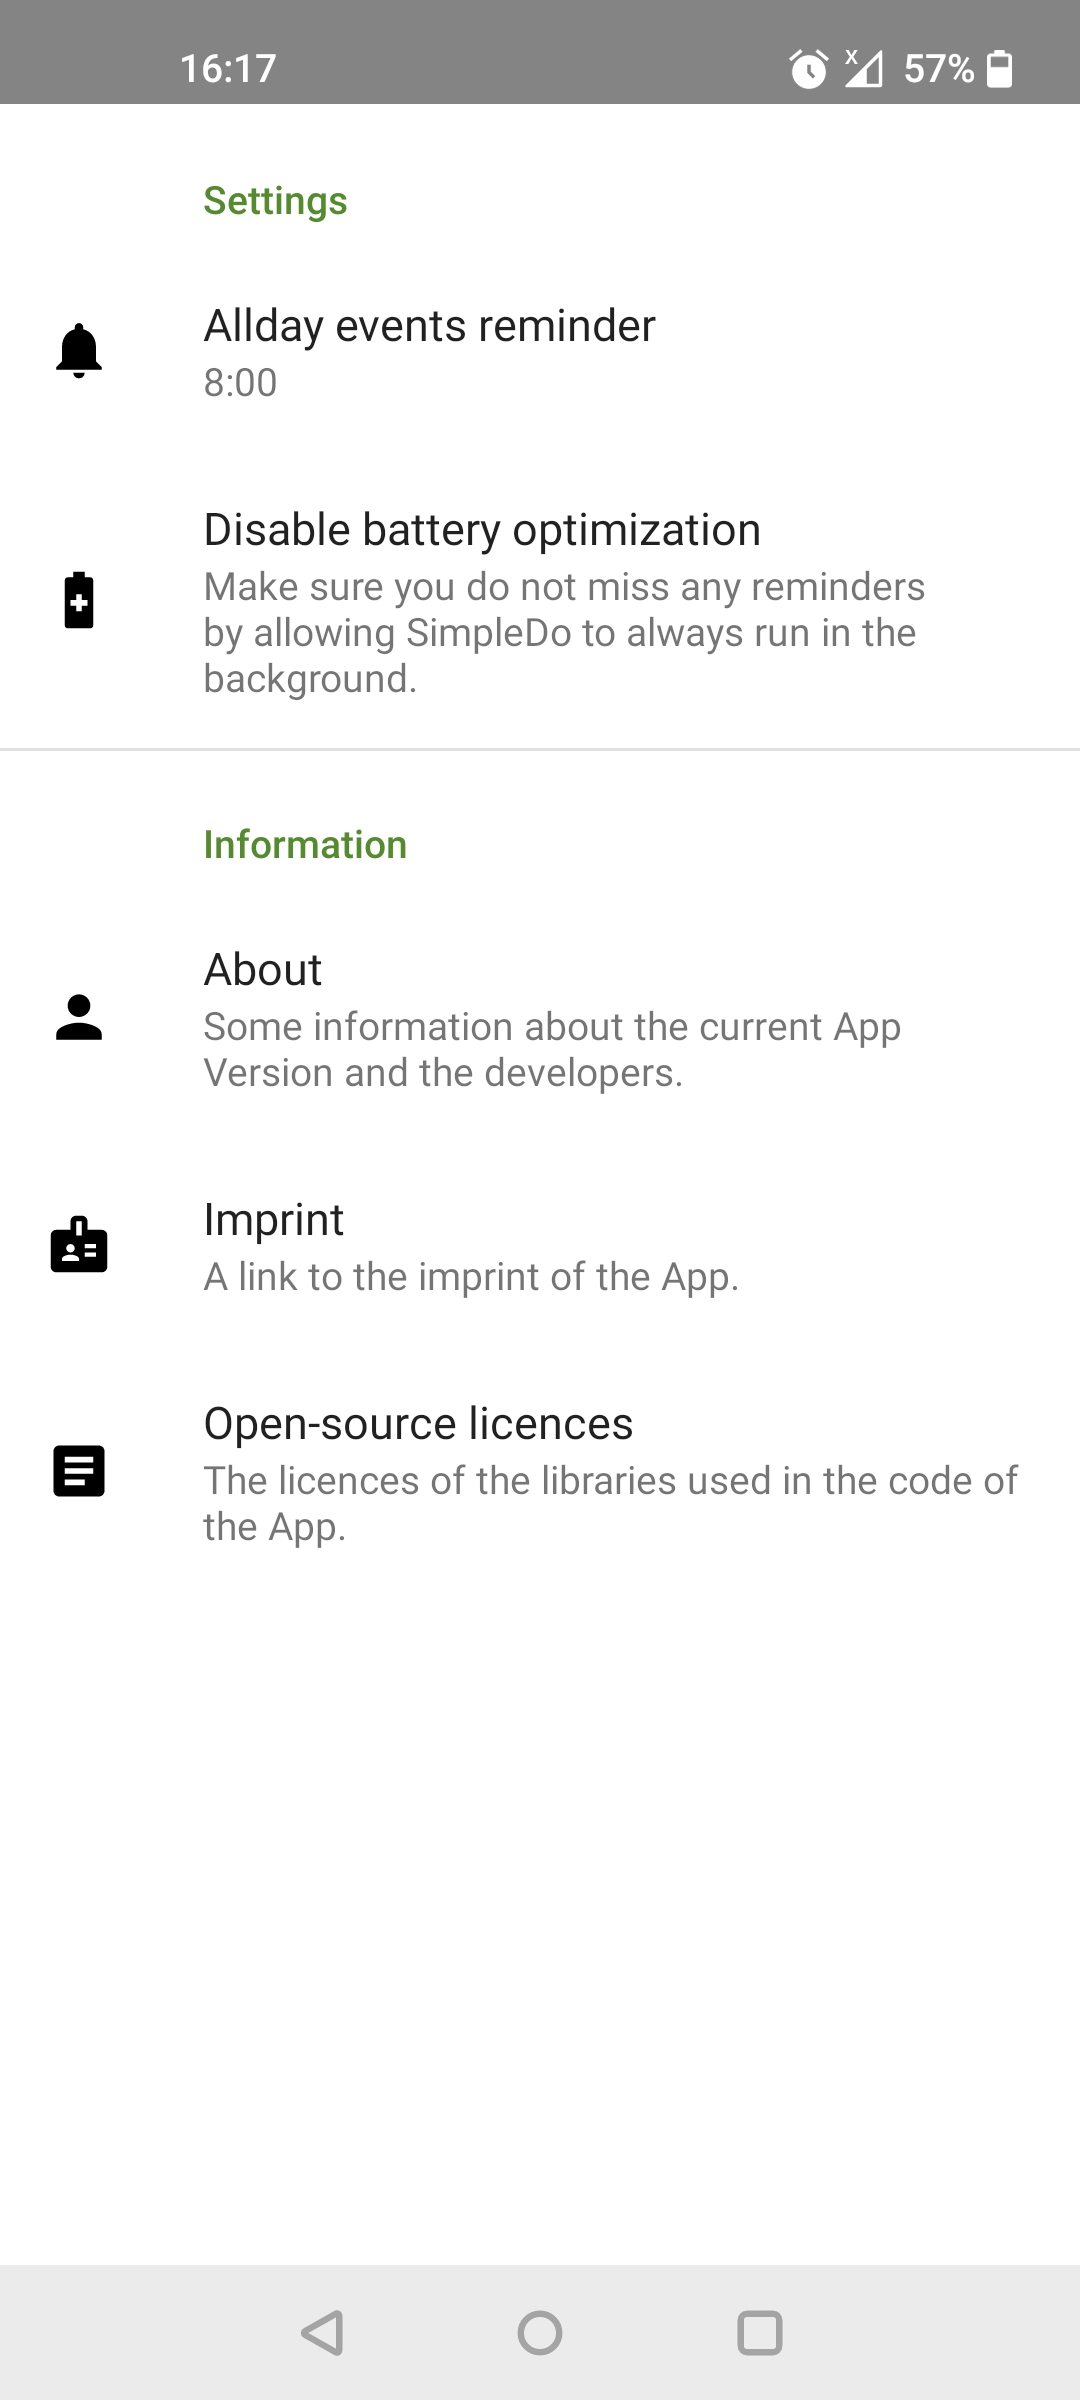 16:17
57%
Settings
Allday events reminder
8:00
Disable battery optimization
Make sure you do not miss any reminders
by allowing SimpleDo to always run in the
background.
Information
About
Some information about the current App
Version and the developers.
Imprint
A link to the imprint of the App.
Open-source licences
The licences of the libraries used in the code of
the App.